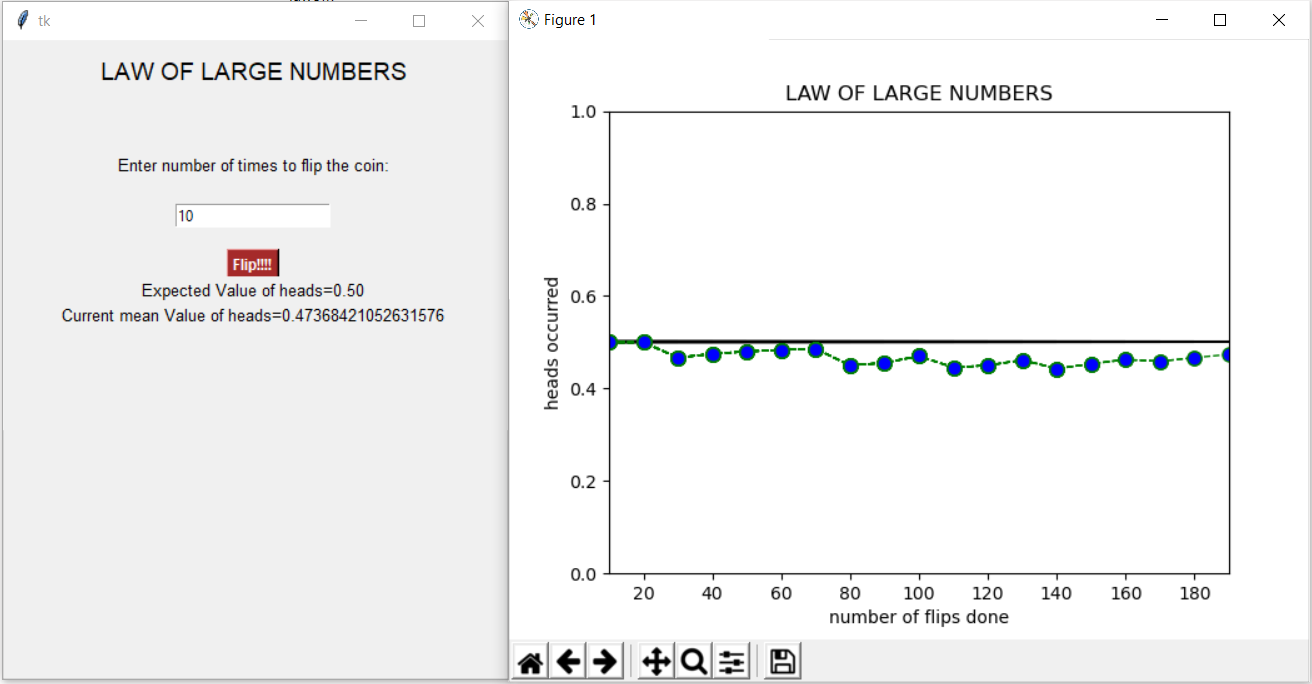 tk
LAW OF LARGE NUMBERS
Enter number of times to flip the coin:
10
Flip!!!!
Expected Value of heads=0.50
Current mean Value of heads=0.47368421052631576
Figure 1
LAW OF LARGE NUMBERS
1.0
0.8
0.6
0.4
0.2
0.0
heads occurred
20 40 60 80 100 120 140 160 180
number of flips done